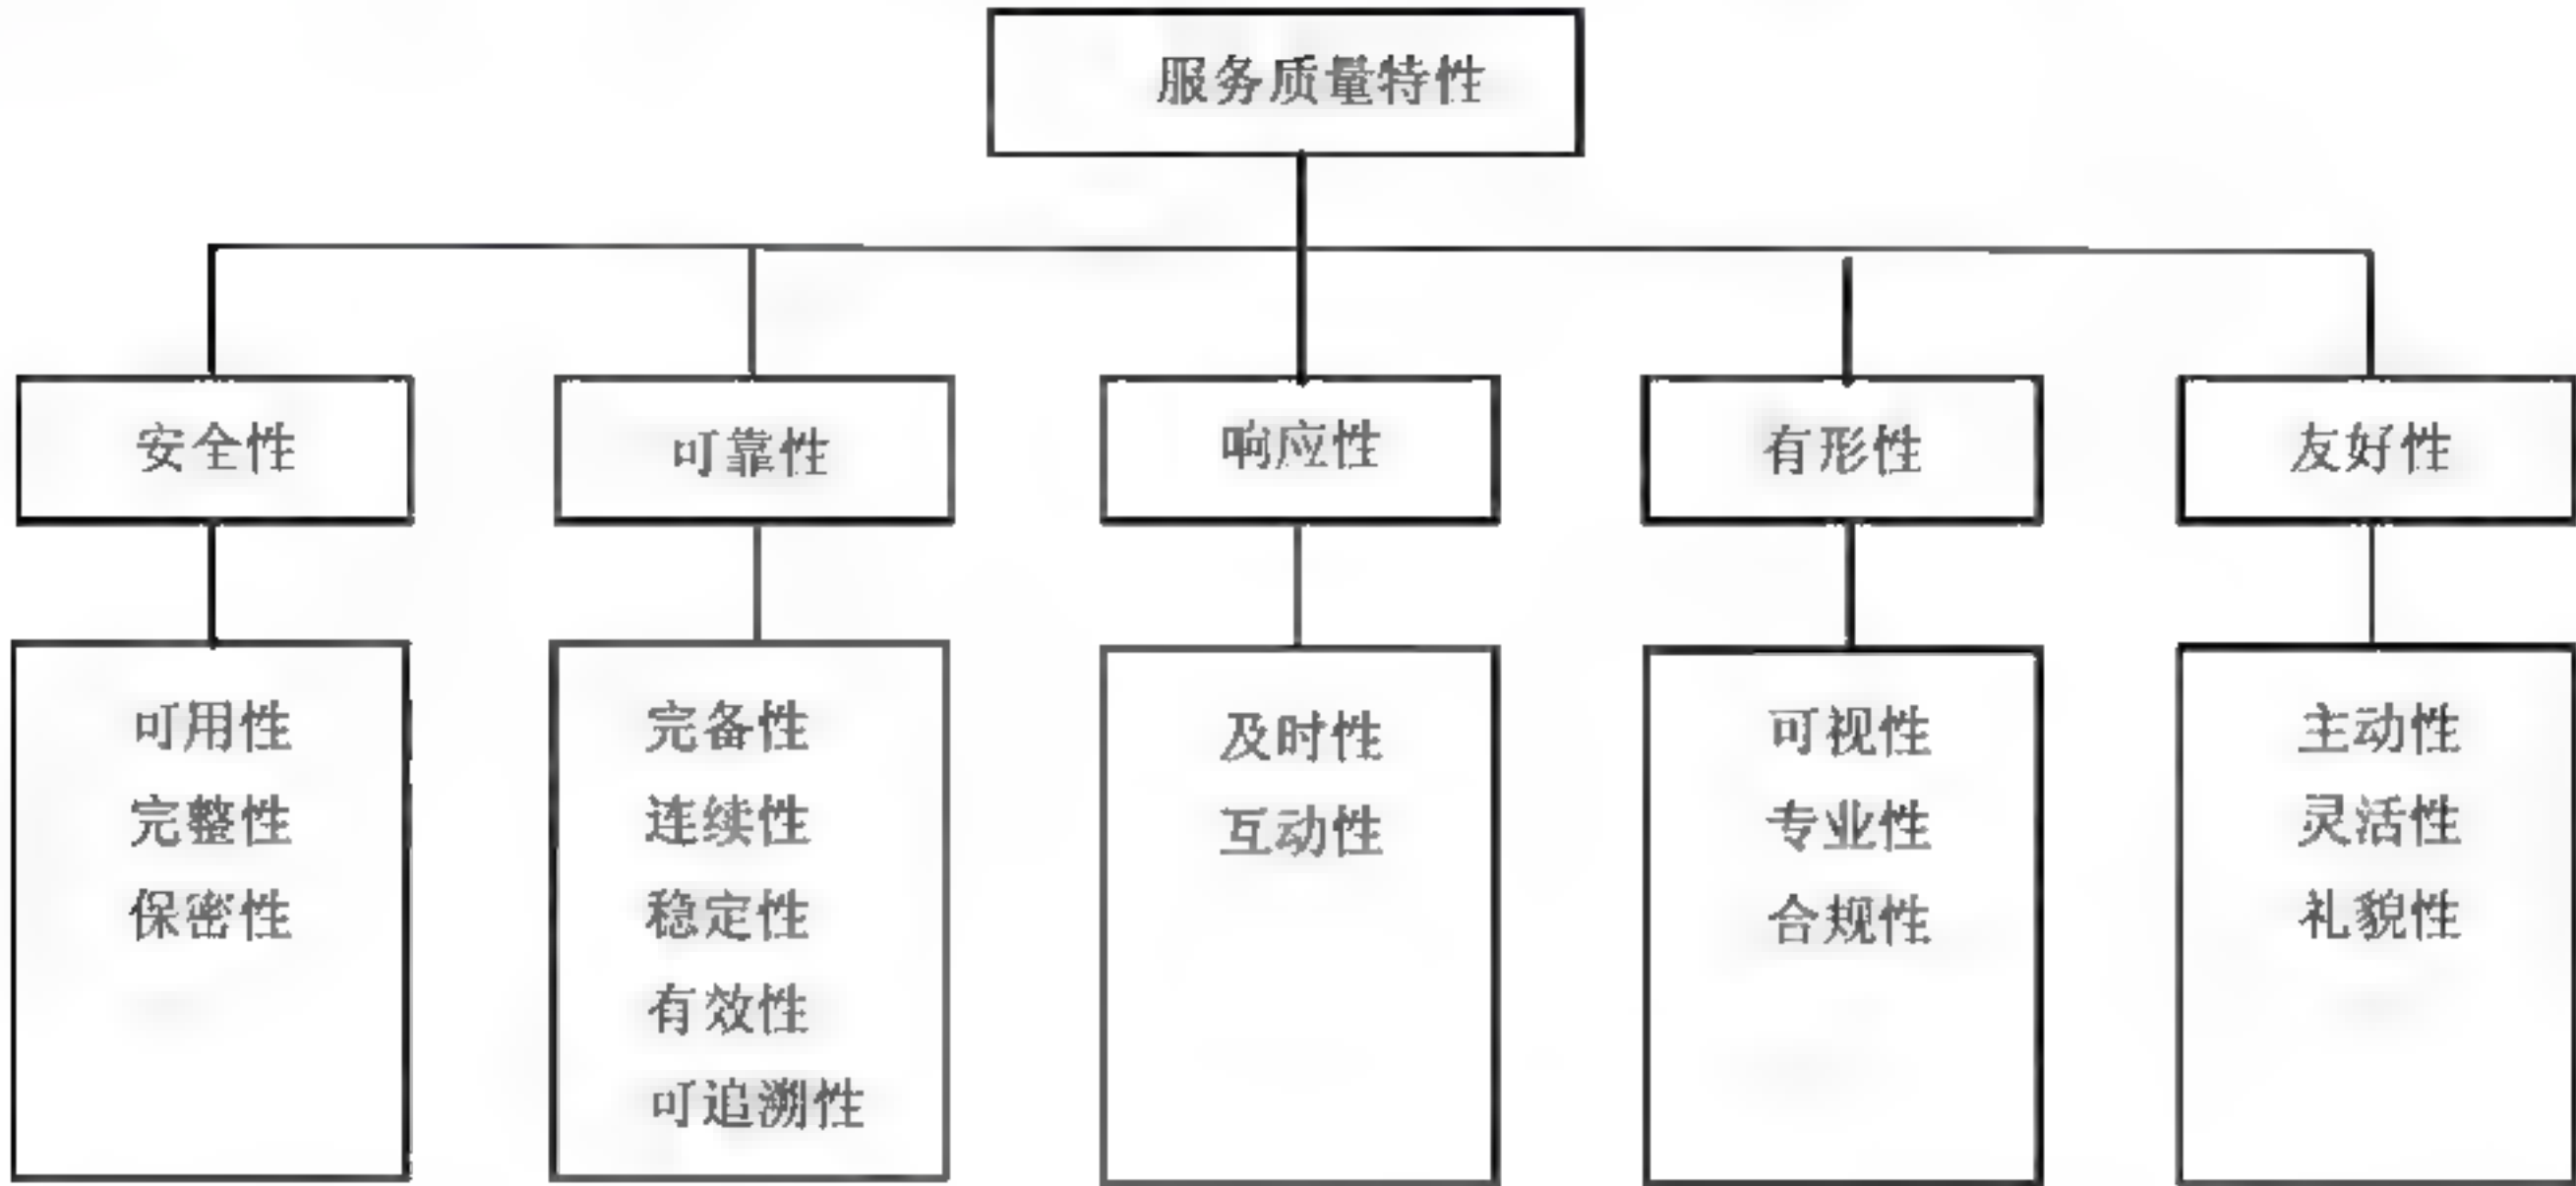 服务质量特性
安全性
可靠性
响应性
有形性
友好性
可用性
完整性
保密性
完备性
连续性
稳定性
有效性
可追溯性
及时性
互动性
可视性
专业性
合规性
主动性
灵活性
礼貌性